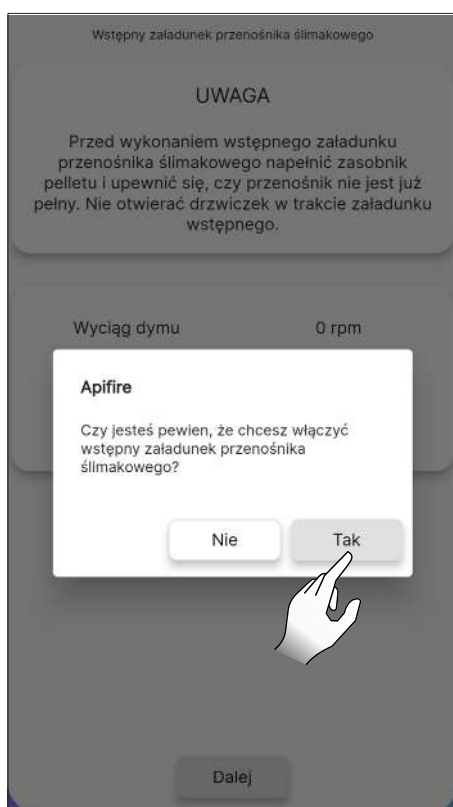 Wstępny załadunek przenośnika ślimakowego
UWAGA
Przed wykonaniem wstępnego załadunku
przenośnika ślimakowego napełnić zasobnik
pelletu i upewnić się, czy przenośnik nie jest już
pełny. Nie otwierać drzwiczek w trakcie załadunku
wstępnego.
Wyciąg dymu 0 rpm
Apifire
Czy jesteś pewien, że chcesz włączyć
wstępny załadunek przenośnika
ślimakowego?
Nie Tak
Dalej